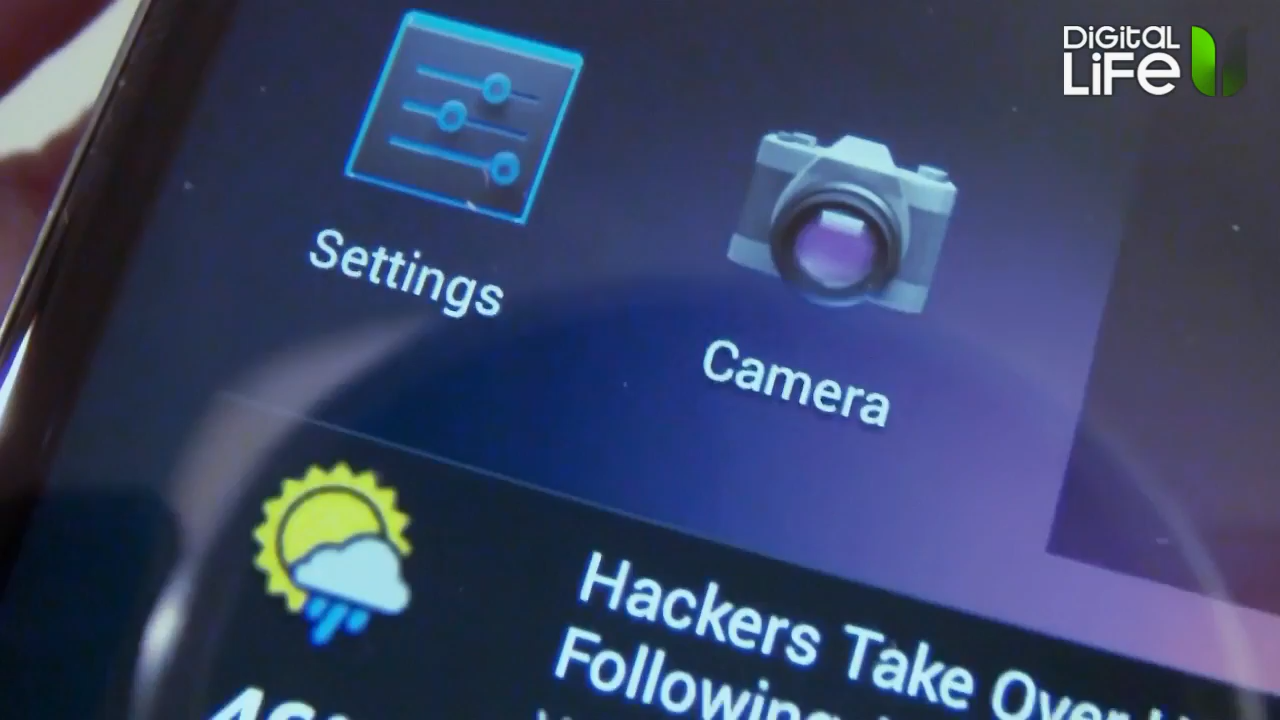 DiGitaL
LiFe
Settings
Camera
Hackers Take Over
Following